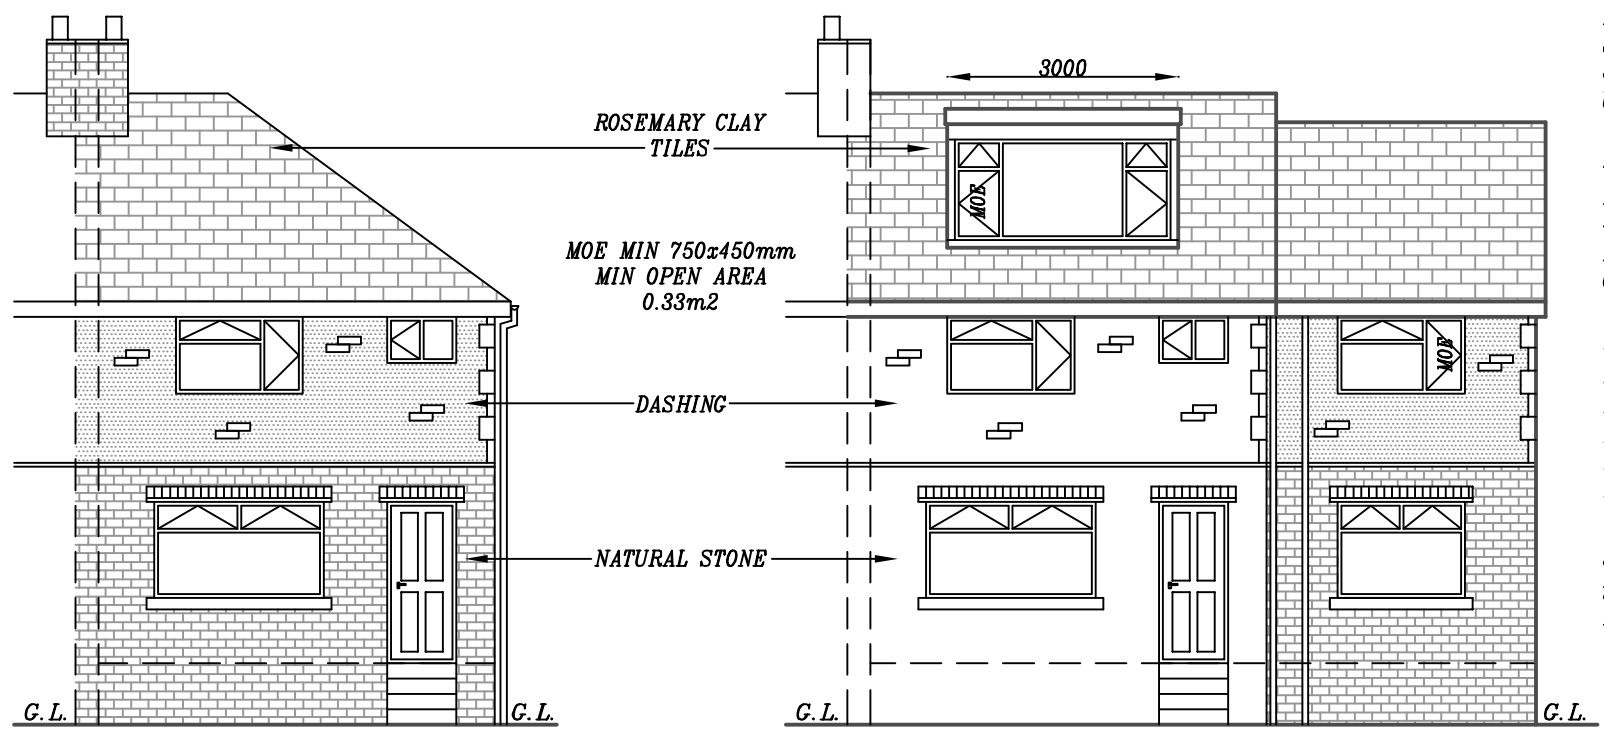 3000
ROSEMARY CLAY
TILES
MOE
MOE MIN 750x450mm
MIN OPEN AREA
0.33m2
MOE
DASHING
NATURAL STONE
G.L.
G.L.
G.L.
G.L.